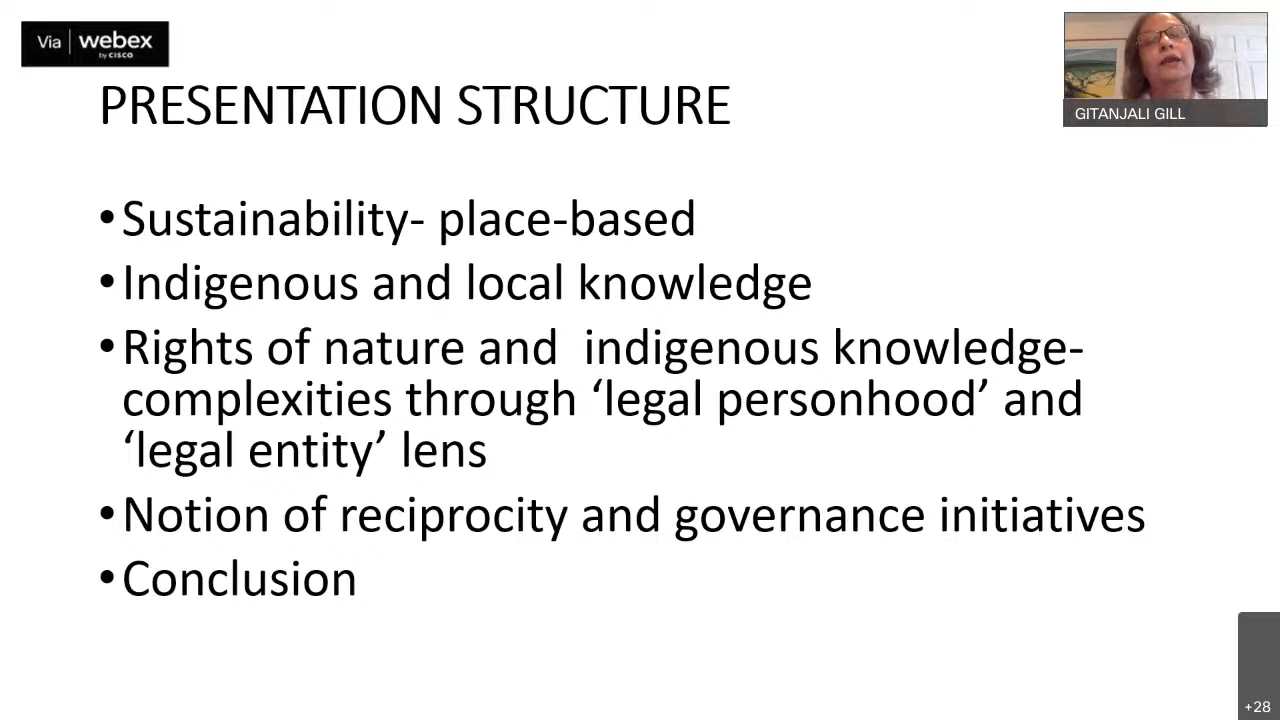 Via | webex
by CISCO
GITANJALI GILL
PRESENTATION STRUCTURE
•Sustainability- place-based
•Indigenous and local knowledge
•Rights of nature and  indigenous knowledge-
complexities through ‘legal personhood’ and
‘legal entity’ lens
•Notion of reciprocity and governance initiatives
•Conclusion
+28